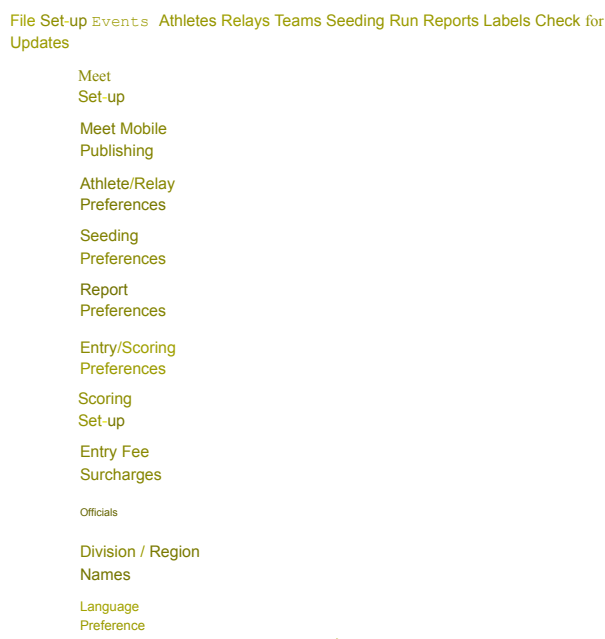 File Set-up Events Athletes Relays Teams Seeding Run Reports Labels Check for
Updates
Meet
Set-up
Meet Mobile
Publishing
Athlete/Relay
Preferences
Seeding
Preferences
Report
Preferences
Entry/Scoring
Preferences
Scoring
Set-up
Entry Fee
Surcharges
Officials
Division / Region
Names
Language
Preference